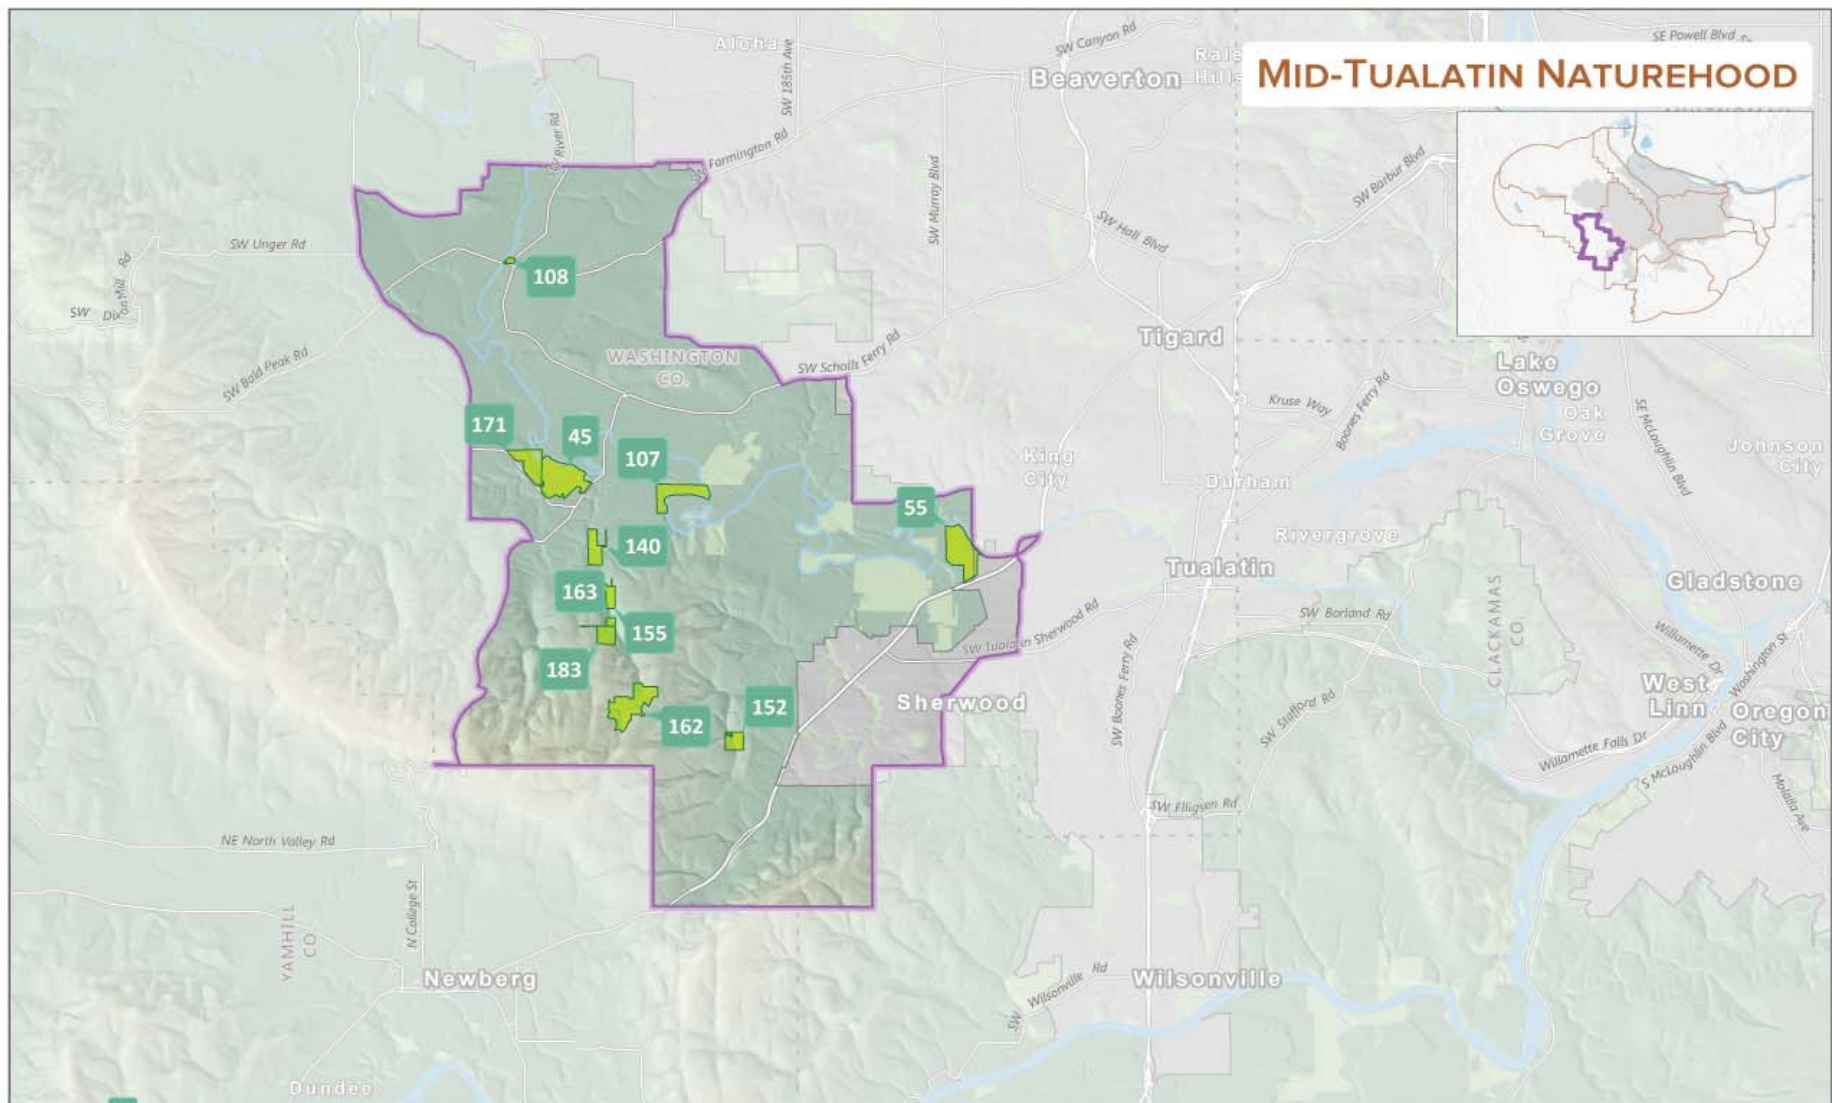 MID-TUALATIN NATUREHOOD
Aloha
SW 185th Ave
SW Canyon Rd
Beaverton
SE Powell Blvd
SW River Rd
Farmington Rd
SW Murray Blvd
SW Barbur Blvd
SW Hall Blvd
SW Unger Rd
108
SW
Mill Rd
WASHINGTON
CO.
SW Scholls Ferry Rd
Tigard
SW Bald Peak Rd
Lake
Oswego
Kruse Way
Boones Ferry Rd
Oak
Grove
SE McLoughlin Blvd
Johnson
City
171
45
107
King
City
Durham
55
Rivergrove
140
Tualatin
Gladstone
163
155
183
SW Tualatin Sherwood Rd
SW Borland Rd
CLACKAMAS
CO.
Willamette Dr
Washington St
SW Boones Ferry Rd
SW Stafford Rd
Sherwood
152
162
West
Linn
Oregon
City
Willamette Falls Dr
S McLoughlin Blvd
Molalla Ave
SW Elligsen Rd
NE North Valley Rd
N College St
YAMHILL
CO.
Newberg
SW Wilsonville Rd
Wilsonville
Dundee